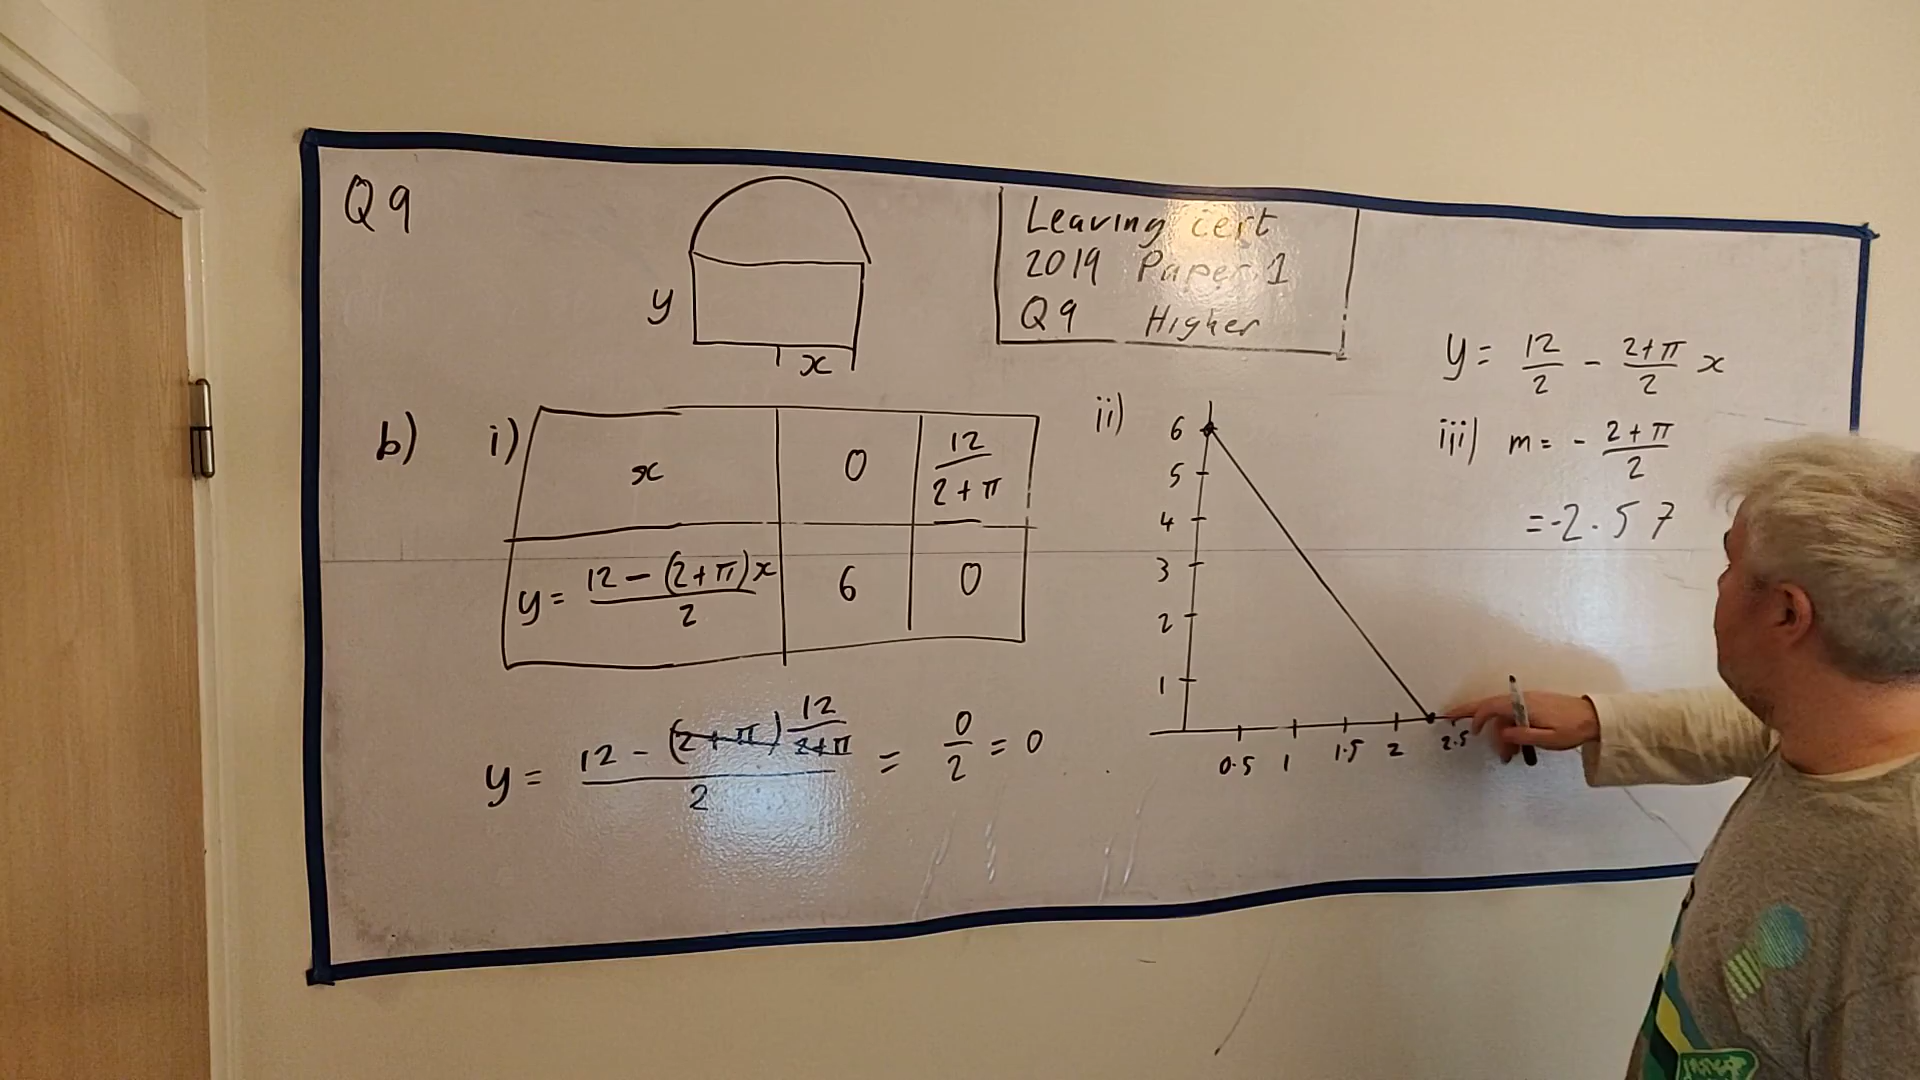 Q9
Leaving cert
2019 Paper 1
Q9 Higher
y
x
y = 12/2 - 2+π/2 x
b) i)
x | 0 | 12/2+π
y = 12-(2+π)x/2 | 6 | 0
y = 12-(2+π)12/2+π / 2 = 0/2 = 0
ii)
6
5
4
3
2
1
0.5 1 1.5 2 2.5
iii) m = - 2+π/2
= -2.57